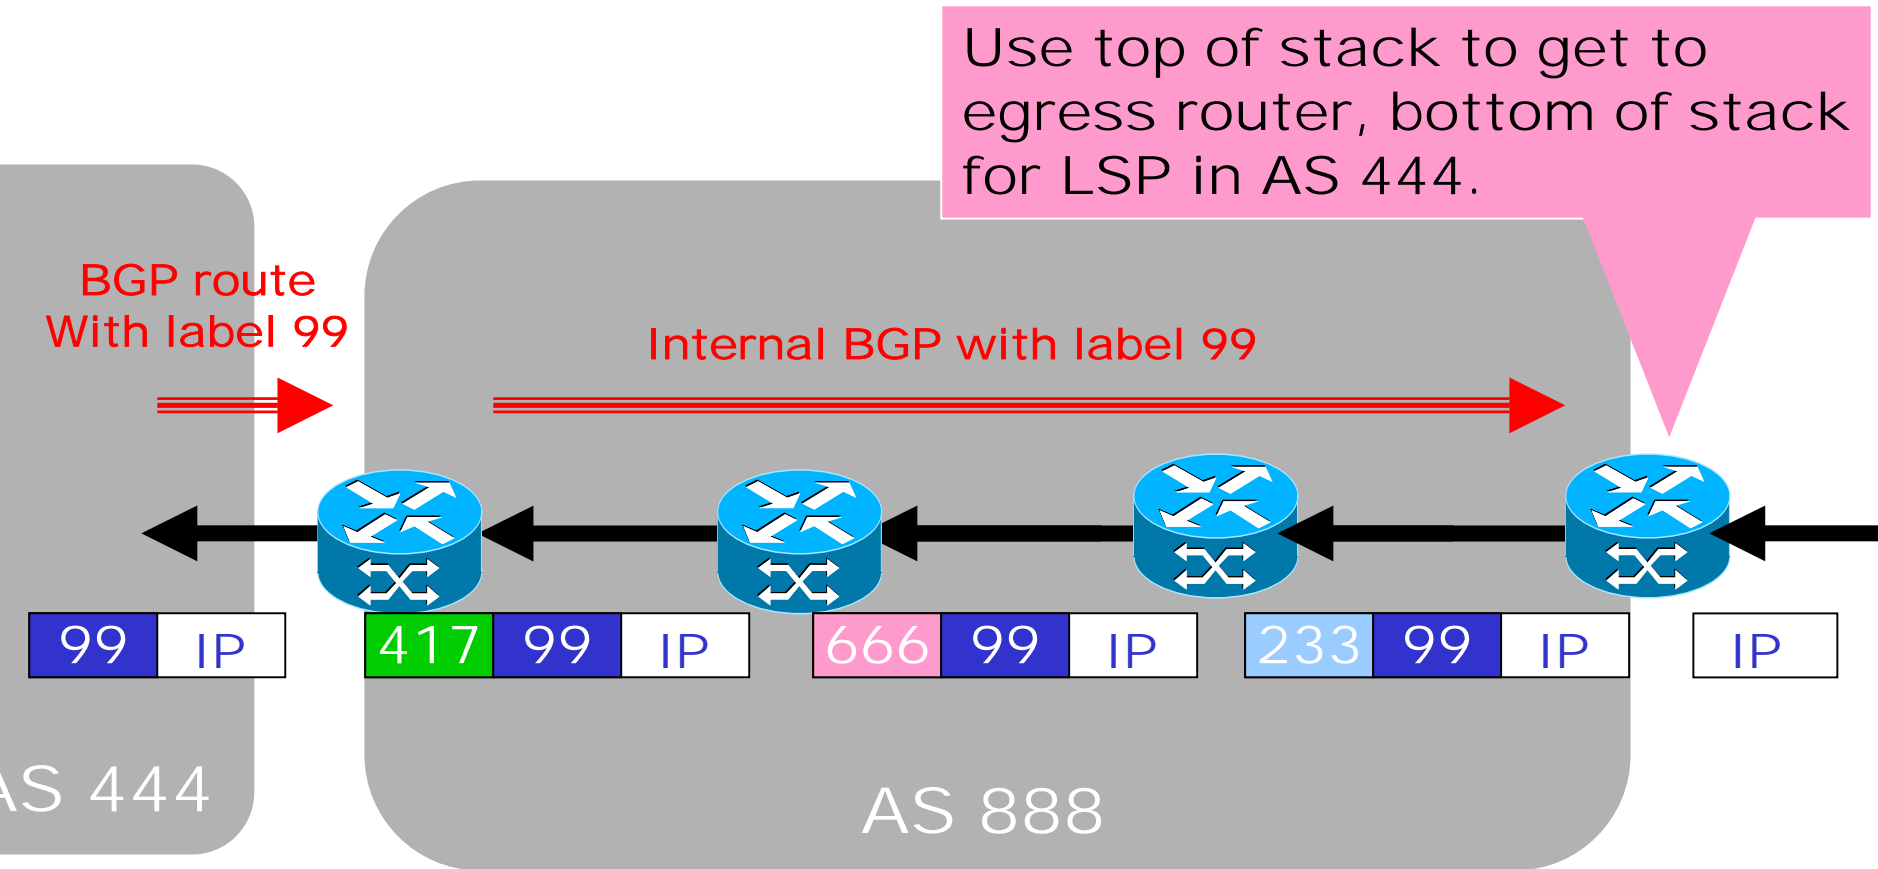 Use top of stack to get to
egress router, bottom of stack
for LSP in AS 444.
BGP route
With label 99
Internal BGP with label 99
99 IP
417 99 IP
666 99 IP
233 99 IP
IP
AS 444
AS 888